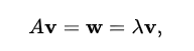 Av = w = λv,